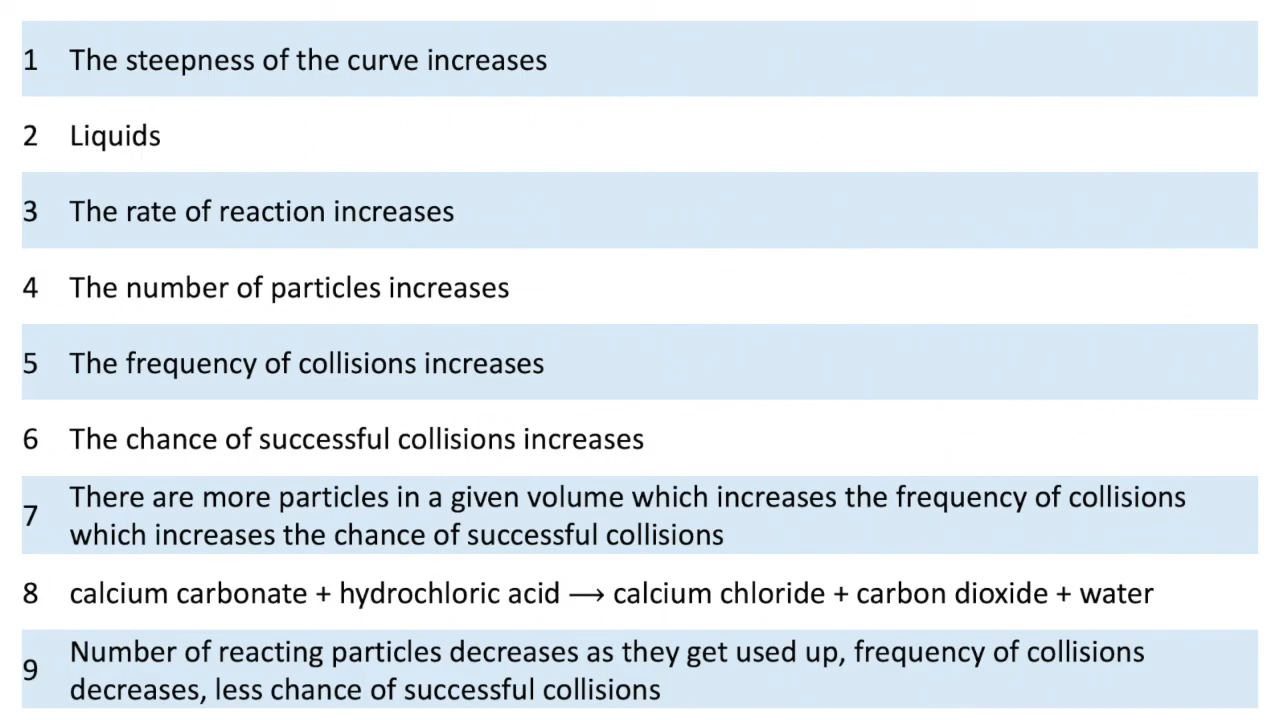 1 The steepness of the curve increases
2 Liquids
3 The rate of reaction increases
4 The number of particles increases
5 The frequency of collisions increases
6 The chance of successful collisions increases
7 There are more particles in a given volume which increases the frequency of collisions
which increases the chance of successful collisions
8 calcium carbonate + hydrochloric acid ⟶ calcium chloride + carbon dioxide + water
9 Number of reacting particles decreases as they get used up, frequency of collisions
decreases, less chance of successful collisions